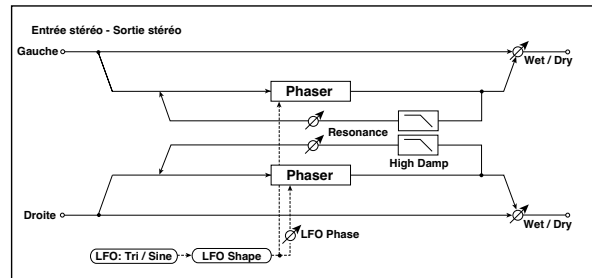 Entrée stéréo - Sortie stéréo
Gauche
Wet / Dry
Phaser
Resonance
High Damp
Phaser
Droite
Wet / Dry
LFO Phase
LFO: Tri / Sine
LFO Shape